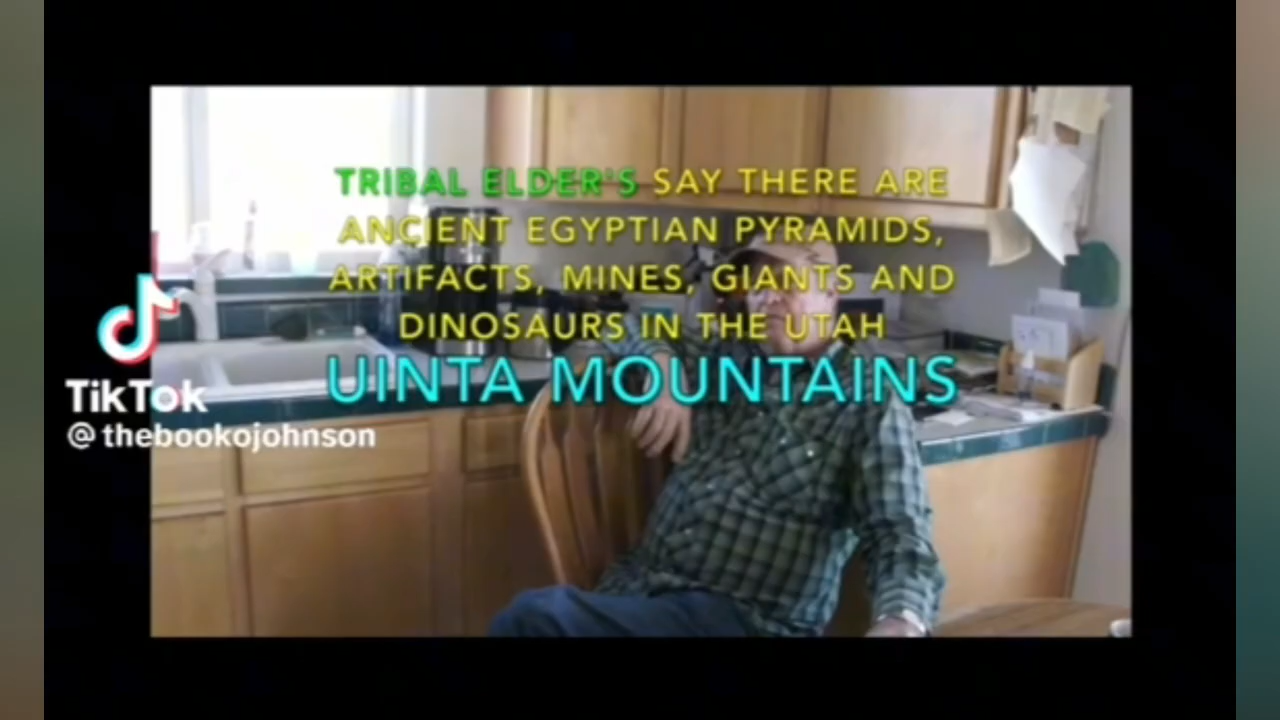 TRIBAL ELDER'S SAY THERE ARE
ANCIENT EGYPTIAN PYRAMIDS,
ARTIFACTS, MINES, GIANTS AND
DINOSAURS IN THE UTAH
UINTA MOUNTAINS
TikTok
@thebookojohnson